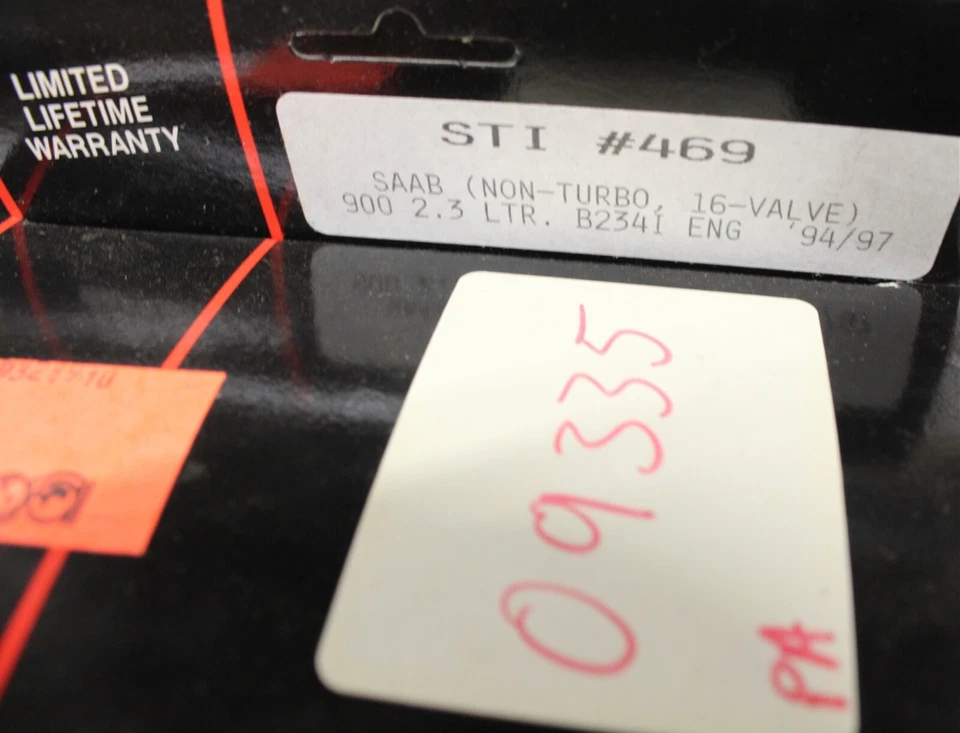 LIMITED
LIFETIME
WARRANTY
STI #469
SAAB (NON-TURBO, 16-VALVE)
900 2.3 LTR. B234I ENG '94/97
09335
PA